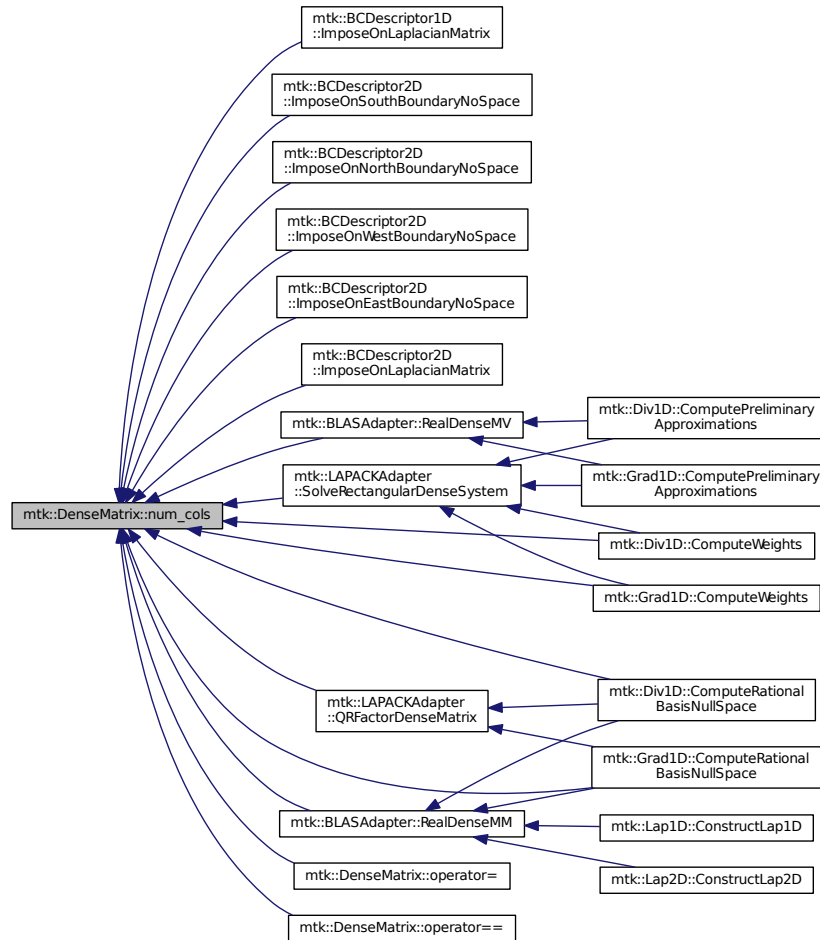 mtk::BCDescriptor1D
::ImposeOnLaplacianMatrix
mtk::BCDescriptor2D
::ImposeOnSouthBoundaryNoSpace
mtk::BCDescriptor2D
::ImposeOnNorthBoundaryNoSpace
mtk::BCDescriptor2D
::ImposeOnWestBoundaryNoSpace
mtk::BCDescriptor2D
::ImposeOnEastBoundaryNoSpace
mtk::BCDescriptor2D
::ImposeOnLaplacianMatrix
mtk::BLASAdapter::RealDenseMV
mtk::Div1D::ComputePreliminary
Approximations
mtk::LAPACKAdapter
::SolveRectangularDenseSystem
mtk::Grad1D::ComputePreliminary
Approximations
mtk::DenseMatrix::num_cols
mtk::Div1D::ComputeWeights
mtk::Grad1D::ComputeWeights
mtk::LAPACKAdapter
::QRFactorDenseMatrix
mtk::Div1D::ComputeRational
BasisNullSpace
mtk::Grad1D::ComputeRational
BasisNullSpace
mtk::BLASAdapter::RealDenseMM
mtk::Lap1D::ConstructLap1D
mtk::DenseMatrix::operator=
mtk::Lap2D::ConstructLap2D
mtk::DenseMatrix::operator==